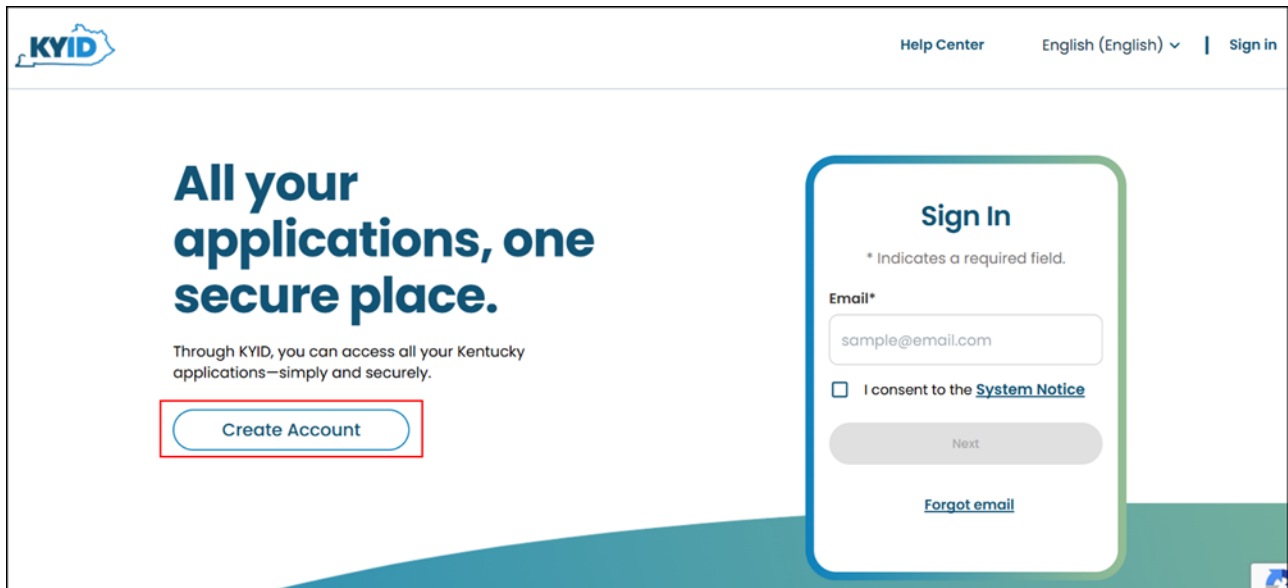 KYID
Help Center
English (English)
Sign in
All your
applications, one
secure place.
Through KYID, you can access all your Kentucky
applications—simply and securely.
Create Account
Sign In
* Indicates a required field.
Email*
sample@email.com
I consent to the System Notice
Next
Forgot email